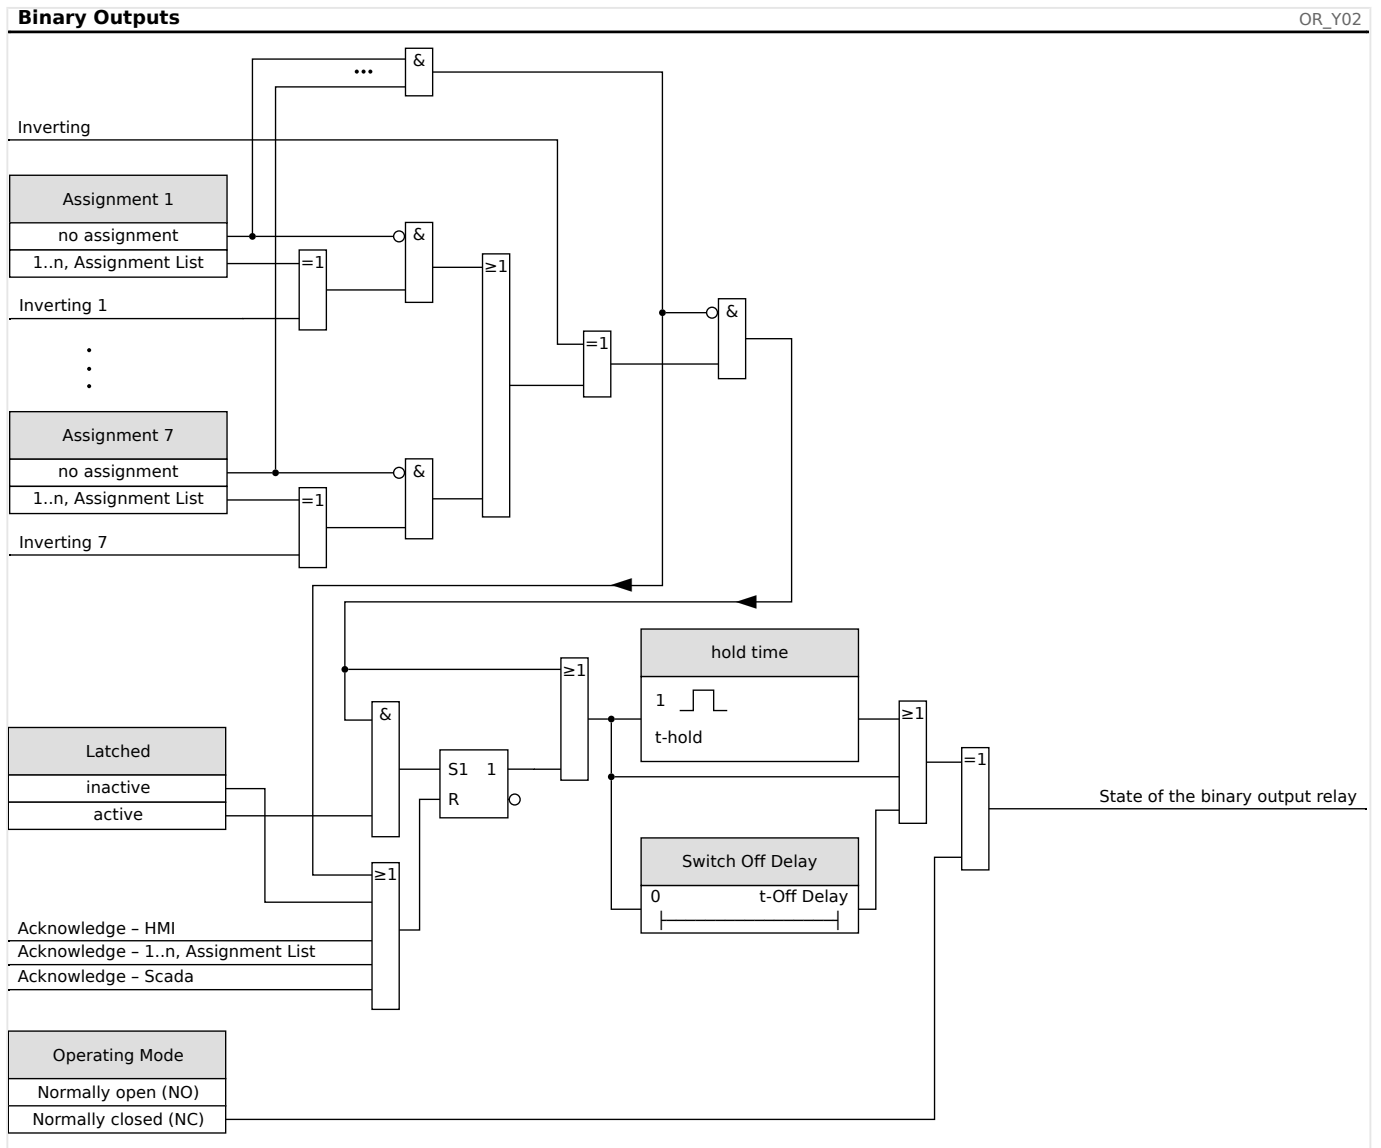 Binary Outputs
OR_Y02
&
•••
Inverting
Assignment 1
no assignment
&
1..n, Assignment List
=1
≥1
Inverting 1
&
=1
Assignment 7
no assignment
&
1..n, Assignment List
=1
Inverting 7
hold time
≥1
1
t-hold
&
≥1
Latched
inactive
active
S1 1
R
=1
State of the binary output relay
Switch Off Delay
0 t-Off Delay
≥1
Acknowledge – HMI
Acknowledge – 1..n, Assignment List
Acknowledge – Scada
Operating Mode
Normally open (NO)
Normally closed (NC)